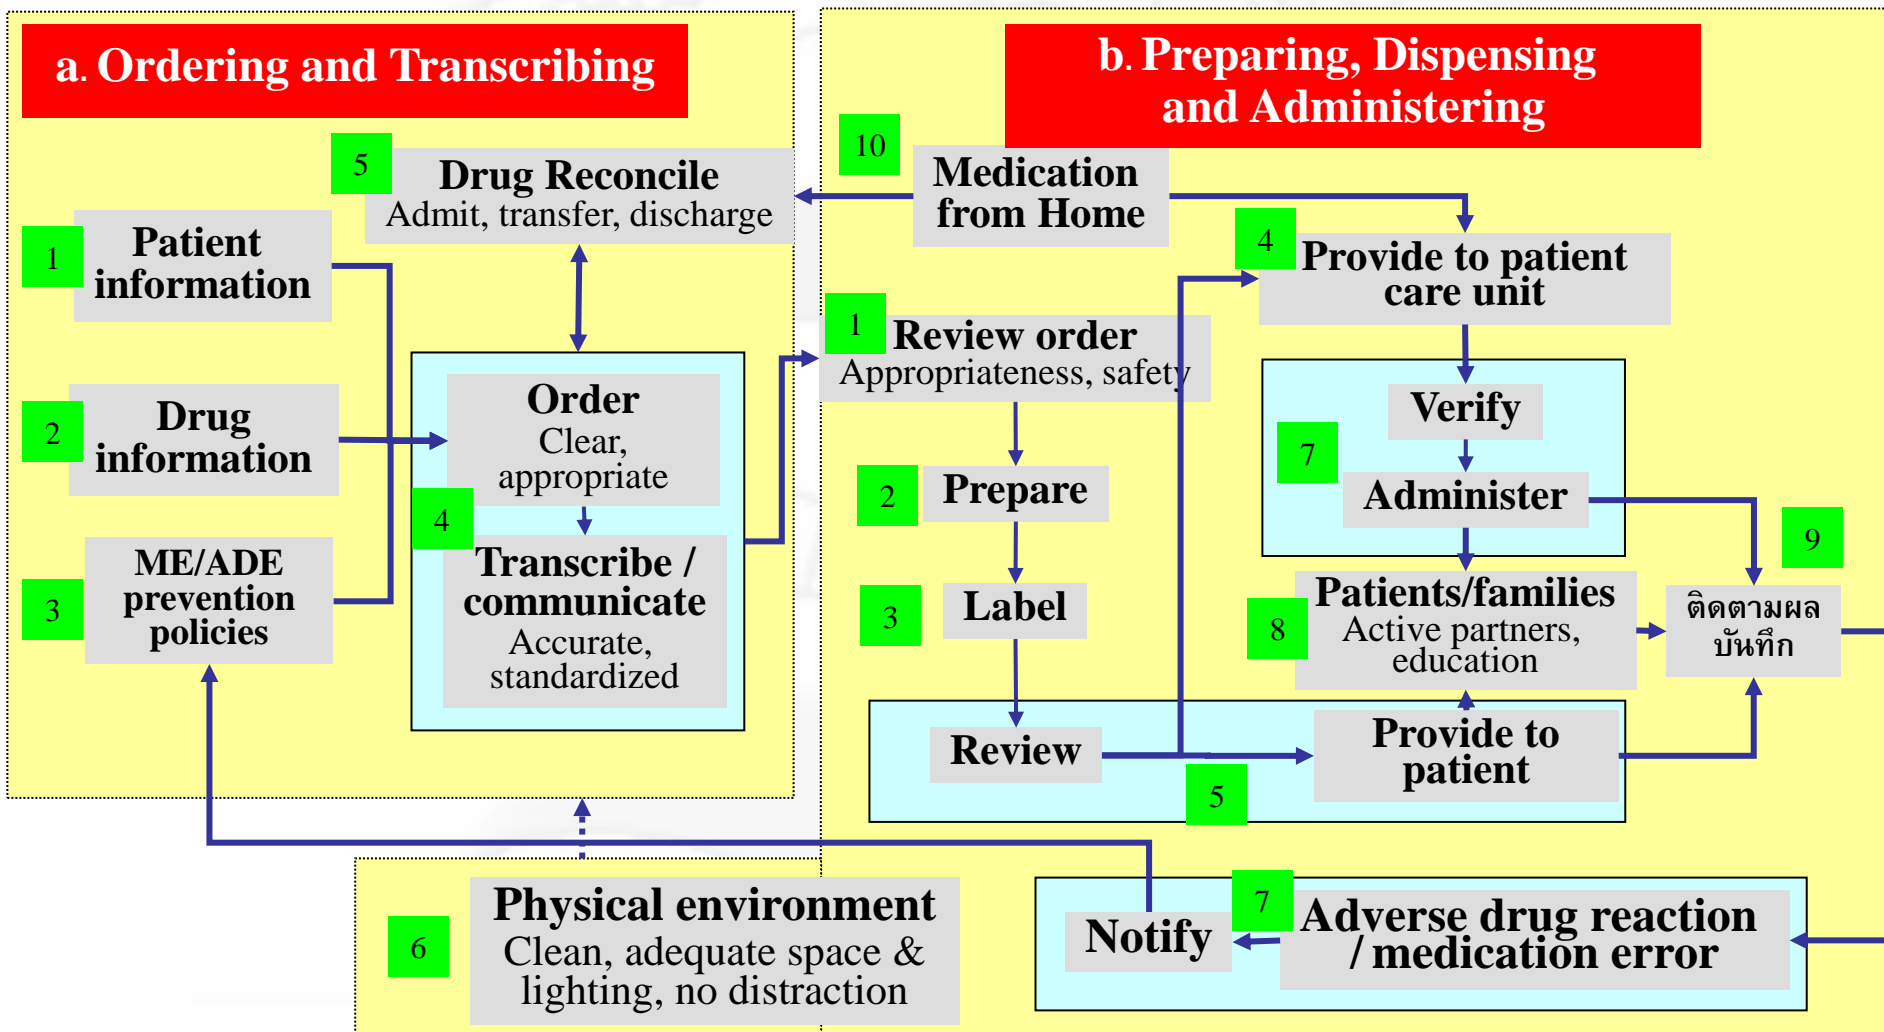 a. Ordering and Transcribing
5
Drug Reconcile
Admit, transfer, discharge
1
Patient
information
2
Drug
information
3
ME/ADE
prevention
policies
Order
Clear,
appropriate
4
Transcribe /
communicate
Accurate,
standardized
6
Physical environment
Clean, adequate space &
lighting, no distraction
b. Preparing, Dispensing
and Administering
10
Medication
from Home
4
Provide to patient
care unit
1
Review order
Appropriateness, safety
2
Prepare
3
Label
Review
5
Provide to
patient
Verify
7
Administer
8
Patients/families
Active partners,
education
9
ติดตามผล
บันทึก
7
Adverse drug reaction
/ medication error
Notify